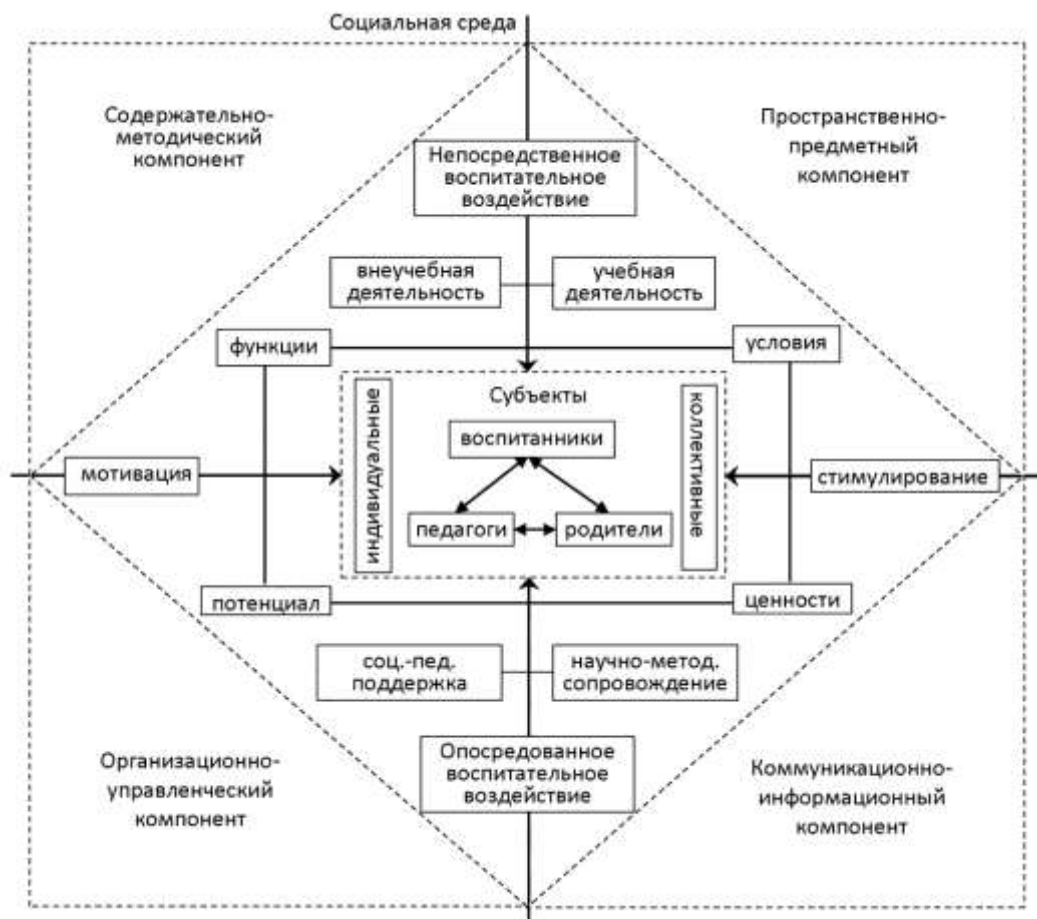 Социальная среда
Содержательно-
методический
компонент
Пространственно-
предметный
компонент
Непосредственное
воспитательное
воздействие
внеучебная
деятельность
учебная
деятельность
функции
условия
индивидуальные
Субъекты
коллективные
воспитанники
мотивация
стимулирование
педагоги
родители
потенциал
ценности
соц.-пед.
поддержка
научно-метод.
сопровождение
Организационно-
управленческий
компонент
Опосредованное
воспитательное
воздействие
Коммуникационно-
информационный
компонент